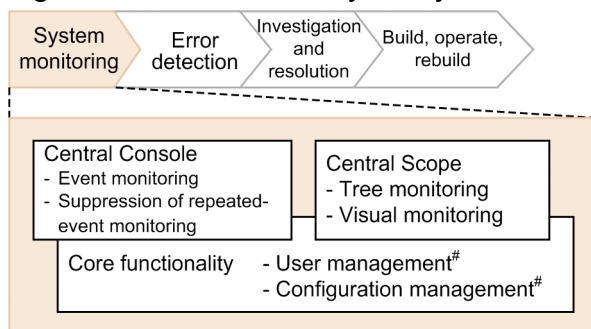 System
monitoring
Error
detection
Investigation
and
resolution
Build, operate,
rebuild
Central Console
- Event monitoring
- Suppression of repeated-
event monitoring
Central Scope
- Tree monitoring
- Visual monitoring
Core functionality - User management#
- Configuration management#